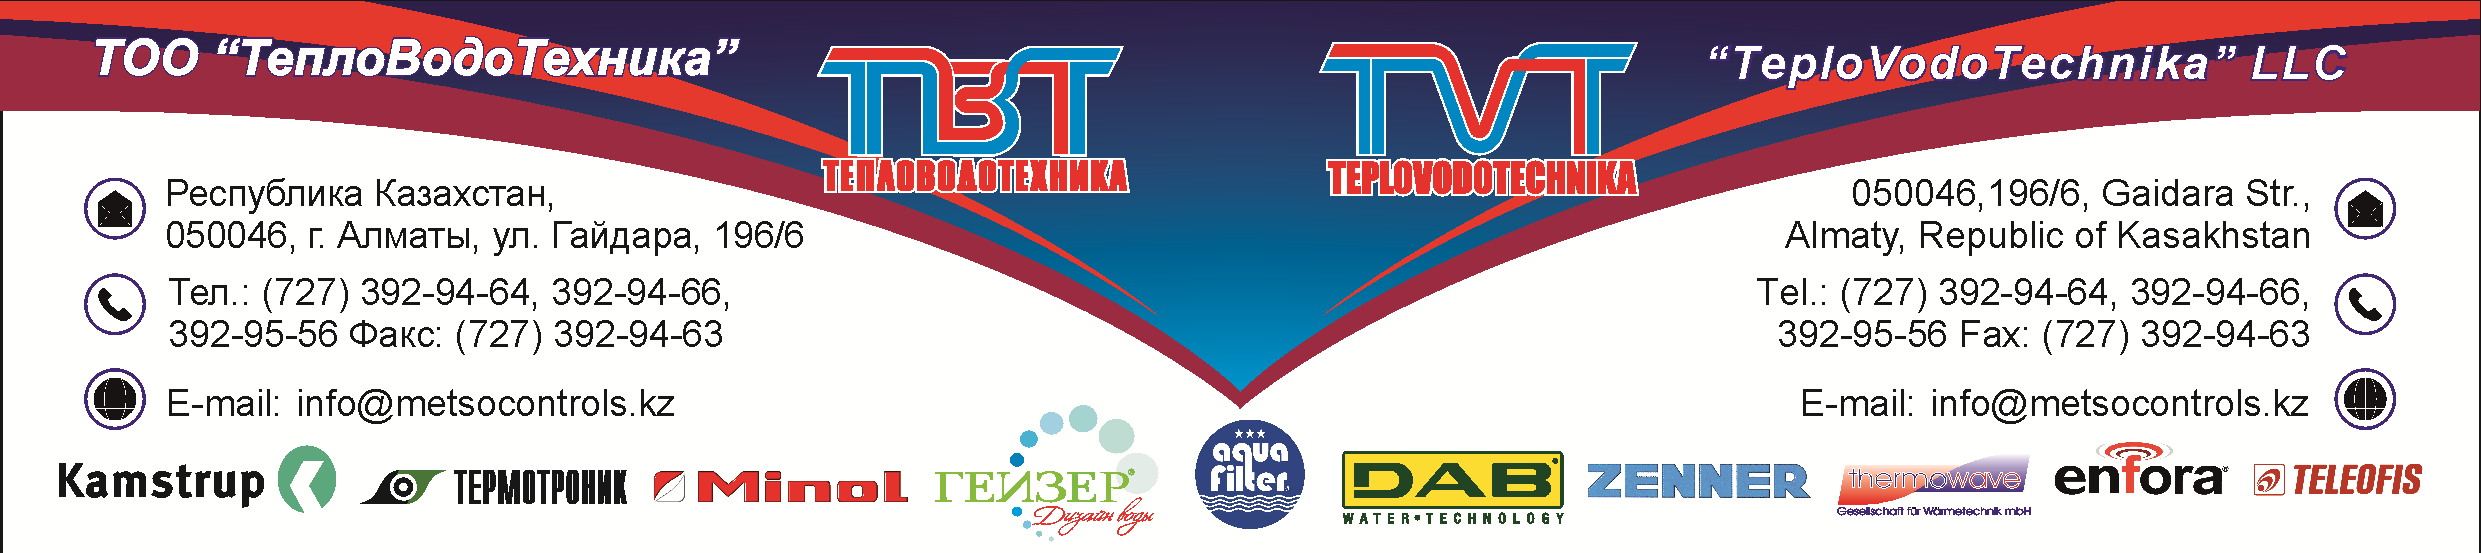 ТОО “ТеплоВодоТехника”
ТВТ
ТЕПЛОВОДОТЕХНИКА
Республика Казахстан,
050046, г. Алматы, ул. Гайдара, 196/6
Тел.: (727) 392-94-64, 392-94-66,
392-95-56 Факс: (727) 392-94-63
E-mail: info@metsocontrols.kz
“TeploVodoTechnika” LLC
TVT
TEPLOVODOTECHNIKA
050046,196/6, Gaidara Str.,
Almaty, Republic of Kasakhstan
Tel.: (727) 392-94-64, 392-94-66,
392-95-56 Fax: (727) 392-94-63
E-mail: info@metsocontrols.kz
Kamstrup
ТЕРМОТРОНИК
Minol
ГЕЙЗЕР®
Дизайн воды
aqua
filter®
DAB®
WATER•TECHNOLOGY
ZENNER
thermowave
Gesellschaft für Wärmetechnik mbH
enfora®
TELEOFIS